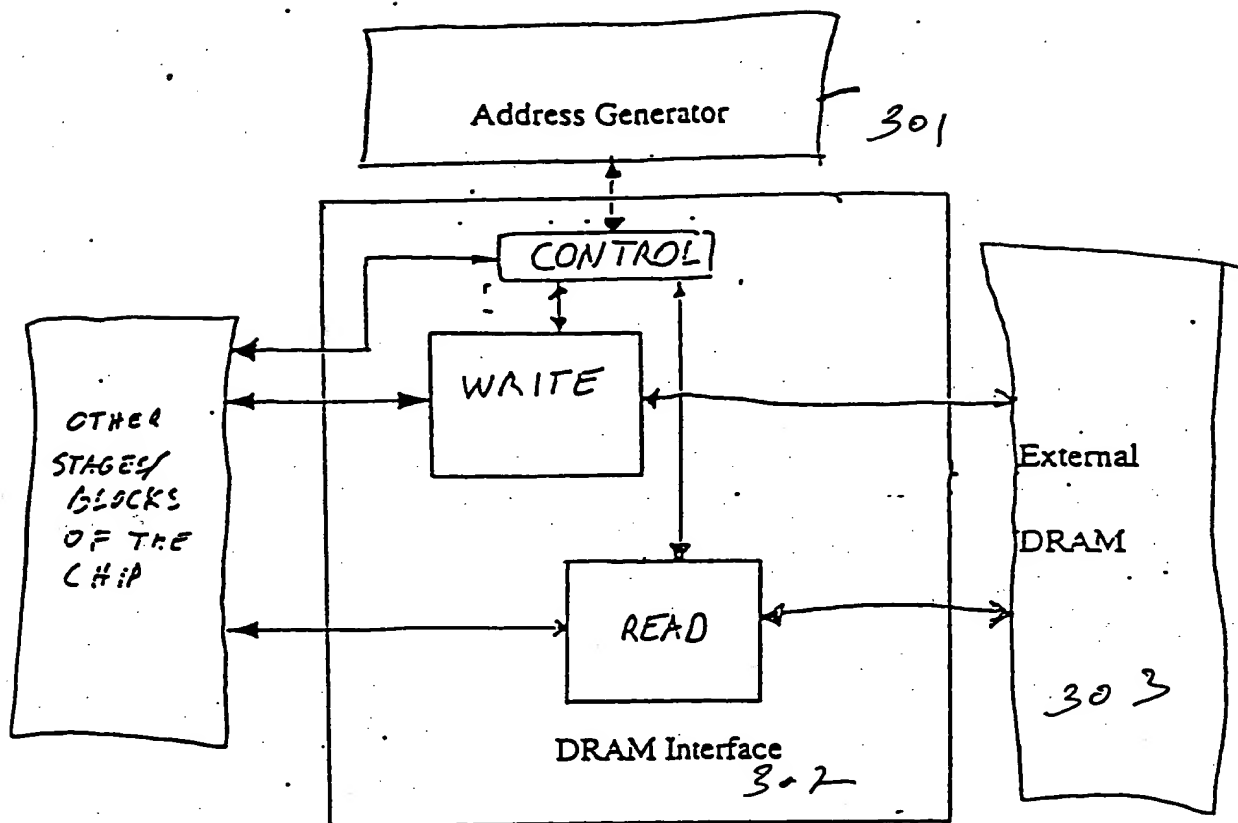 Address Generator
301
CONTROL
WRITE
OTHER
STAGES/
BLOCKS
OF THE
CHIP
External
DRAM
READ
303
DRAM Interface
302